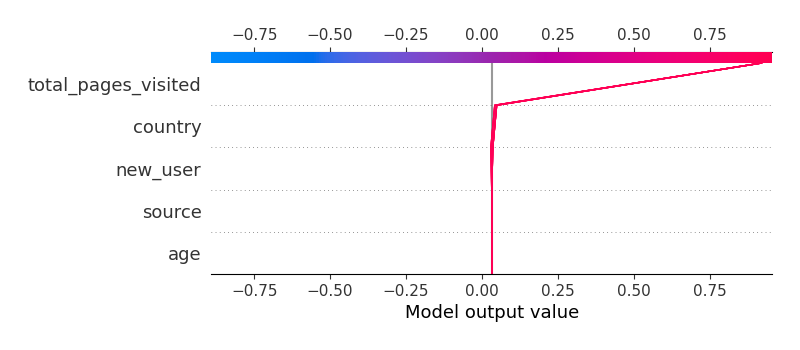 −0.75 −0.50 −0.25 0.00 0.25 0.50 0.75
total_pages_visited
country
new_user
source
age
−0.75 −0.50 −0.25 0.00 0.25 0.50 0.75
Model output value